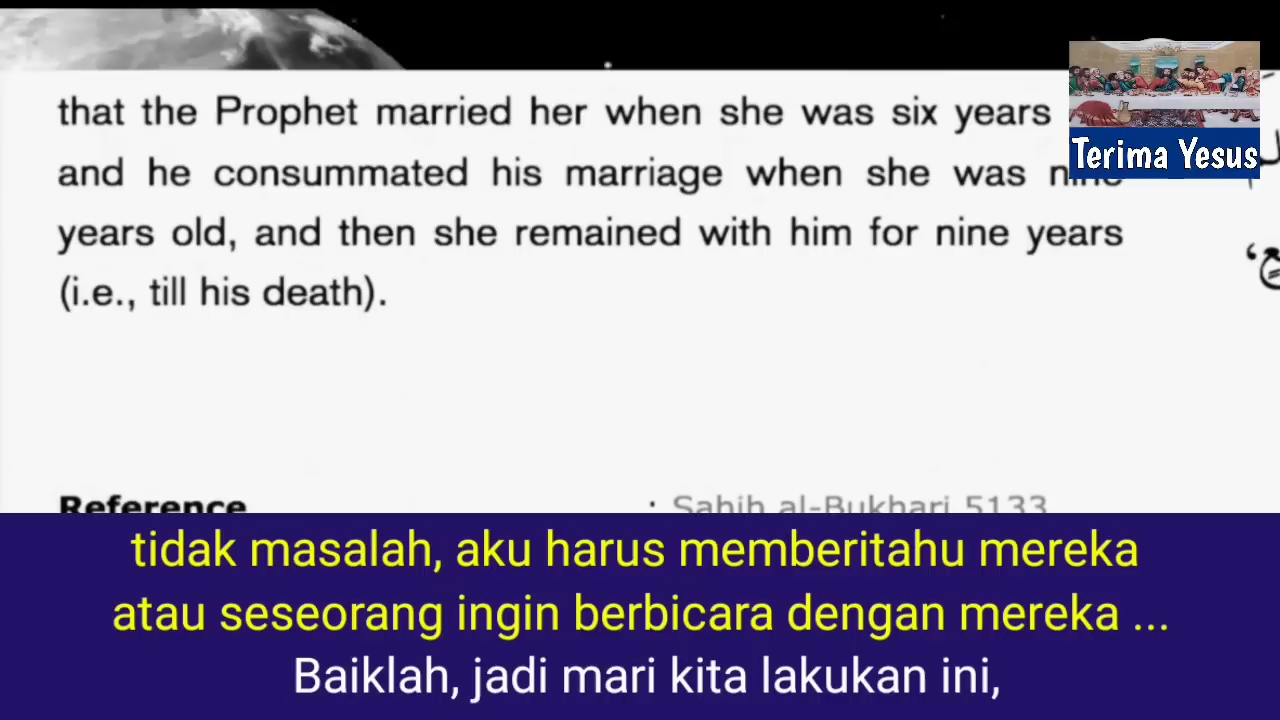 that the Prophet married her when she was six years
and he consummated his marriage when she was nine
years old, and then she remained with him for nine years
(i.e., till his death).
Terima Yesus
Reference : Sahih al-Bukhari 5133
tidak masalah, aku harus memberitahu mereka
atau seseorang ingin berbicara dengan mereka ...
Baiklah, jadi mari kita lakukan ini,